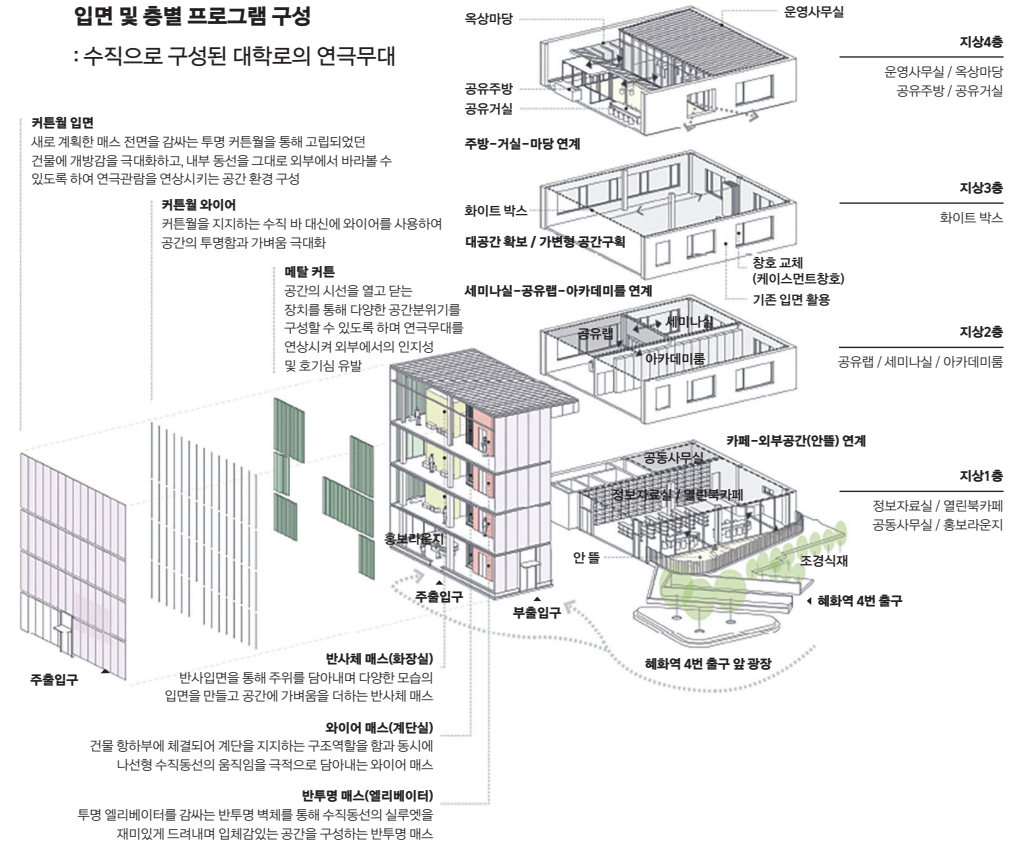 입면 및 층별 프로그램 구성
: 수직으로 구성된 대학로의 연극무대
커튼월 입면
새로 계획한 매스 전면을 감싸는 투명 커튼월을 통해 고립되었던
건물에 개방감을 극대화하고, 내부 동선을 그대로 외부에서 바라볼 수
있도록 하여 연극관람을 연상시키는 공간 환경 구성
커튼월 와이어
커튼월을 지지하는 수직 바 대신에 와이어를 사용하여
공간의 투명함과 가벼움 극대화
메탈 커튼
공간의 시선을 열고 닫는
장치를 통해 다양한 공간분위기를
구성할 수 있도록 하며 연극무대를
연상시켜 외부에서의 인지성
및 호기심 유발
옥상마당
운영사무실
공유주방
공유거실
주방-거실-마당 연계
지상4층
운영사무실 / 옥상마당
공유주방 / 공유거실
화이트 박스
대공간 확보 / 가변형 공간구획
창호 교체
(케이스먼트창호)
기존 입면 활용
지상3층
화이트 박스
세미나실-공유랩-아카데미룸 연계
공유랩
세미나실
아카데미룸
지상2층
공유랩 / 세미나실 / 아카데미룸
카페-외부공간(안뜰) 연계
공동사무실
정보자료실 / 열린북카페
안 뜰
조경식재
지상1층
정보자료실 / 열린북카페
공동사무실 / 홍보라운지
홍보라운지
주출입구
부출입구
혜화역 4번 출구
혜화역 4번 출구 앞 광장
주출입구
반사체 매스(화장실)
반사입면을 통해 주위를 담아내며 다양한 모습의
입면을 만들고 공간에 가벼움을 더하는 반사체 매스
와이어 매스(계단실)
건물 항하부에 체결되어 계단을 지지하는 구조역할을 함과 동시에
나선형 수직동선의 움직임을 극적으로 담아내는 와이어 매스
반투명 매스(엘리베이터)
투명 엘리베이터를 감싸는 반투명 벽체를 통해 수직동선의 실루엣을
재미있게 드려내며 입체감있는 공간을 구성하는 반투명 매스